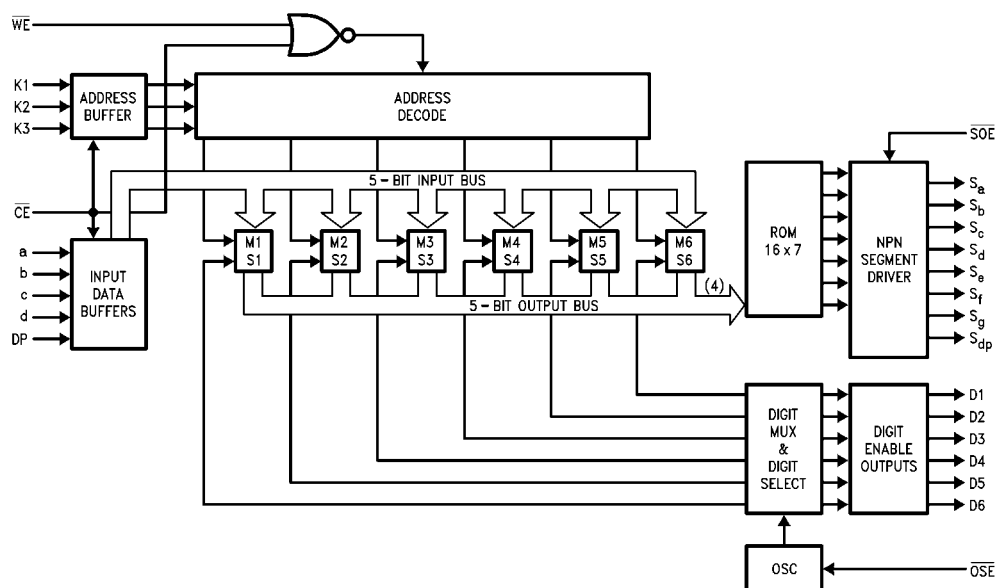 WE
K1
K2
K3
ADDRESS
BUFFER
ADDRESS
DECODE
SOE
5-BIT INPUT BUS
CE
a
b
c
d
DP
INPUT
DATA
BUFFERS
M1
S1
M2
S2
M3
S3
M4
S4
M5
S5
M6
S6
(4)
5-BIT OUTPUT BUS
ROM
16 x 7
NPN
SEGMENT
DRIVER
Sa
Sb
Sc
Sd
Se
Sf
Sg
Sdp
DIGIT
MUX
&
DIGIT
SELECT
DIGIT
ENABLE
OUTPUTS
D1
D2
D3
D4
D5
D6
OSC
OSE